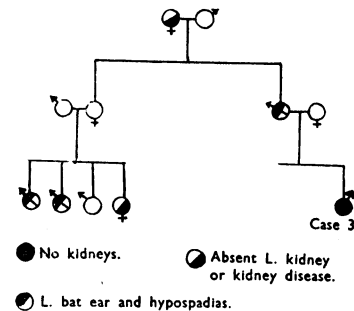 Case 3
No kidneys.
Absent L. kidney
or kidney disease.
L. bat ear and hypospadias.